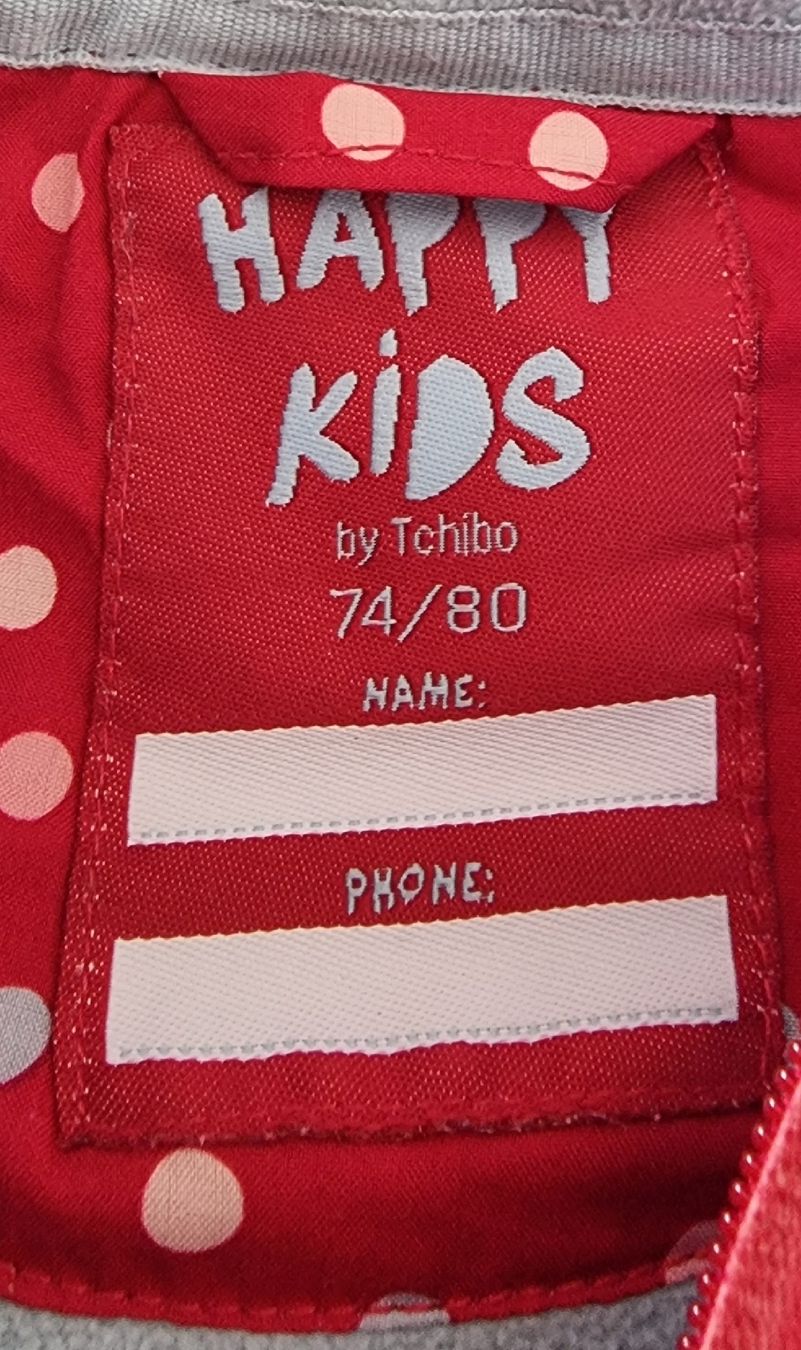 HAPPY
KiDS
by Tchibo
74/80
NAME:
PHONE: